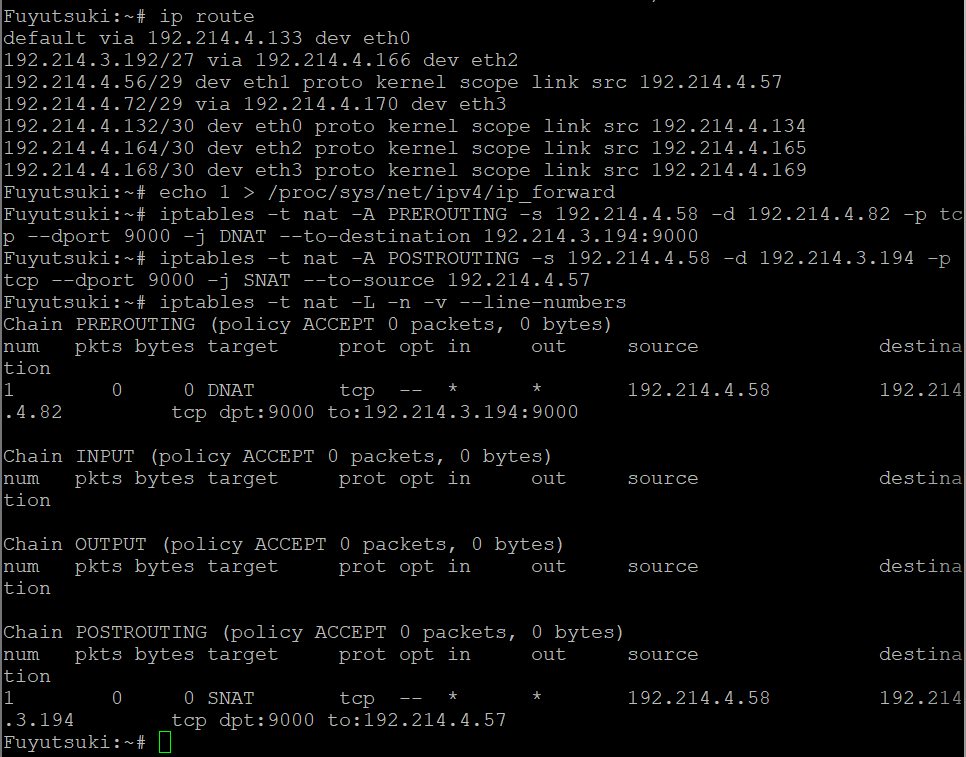 Fuyutsuki:~# ip route
default via 192.214.4.133 dev eth0
192.214.3.192/27 via 192.214.4.166 dev eth2
192.214.4.56/29 dev eth1 proto kernel scope link src 192.214.4.57
192.214.4.72/29 via 192.214.4.170 dev eth3
192.214.4.132/30 dev eth0 proto kernel scope link src 192.214.4.134
192.214.4.164/30 dev eth2 proto kernel scope link src 192.214.4.165
192.214.4.168/30 dev eth3 proto kernel scope link src 192.214.4.169
Fuyutsuki:~# echo 1 > /proc/sys/net/ipv4/ip_forward
Fuyutsuki:~# iptables -t nat -A PREROUTING -s 192.214.4.58 -d 192.214.4.82 -p tc
p --dport 9000 -j DNAT --to-destination 192.214.3.194:9000
Fuyutsuki:~# iptables -t nat -A POSTROUTING -s 192.214.4.58 -d 192.214.3.194 -p
tcp --dport 9000 -j SNAT --to-source 192.214.4.57
Fuyutsuki:~# iptables -t nat -L -n -v --line-numbers
Chain PREROUTING (policy ACCEPT 0 packets, 0 bytes)
num   pkts bytes target     prot opt in     out     source               destina
tion
1        0     0 DNAT       tcp  --  *      *       192.214.4.58         192.214
.4.82         tcp dpt:9000 to:192.214.3.194:9000

Chain INPUT (policy ACCEPT 0 packets, 0 bytes)
num   pkts bytes target     prot opt in     out     source               destina
tion

Chain OUTPUT (policy ACCEPT 0 packets, 0 bytes)
num   pkts bytes target     prot opt in     out     source               destina
tion

Chain POSTROUTING (policy ACCEPT 0 packets, 0 bytes)
num   pkts bytes target     prot opt in     out     source               destina
tion
1        0     0 SNAT       tcp  --  *      *       192.214.4.58         192.214
.3.194        tcp dpt:9000 to:192.214.4.57
Fuyutsuki:~#